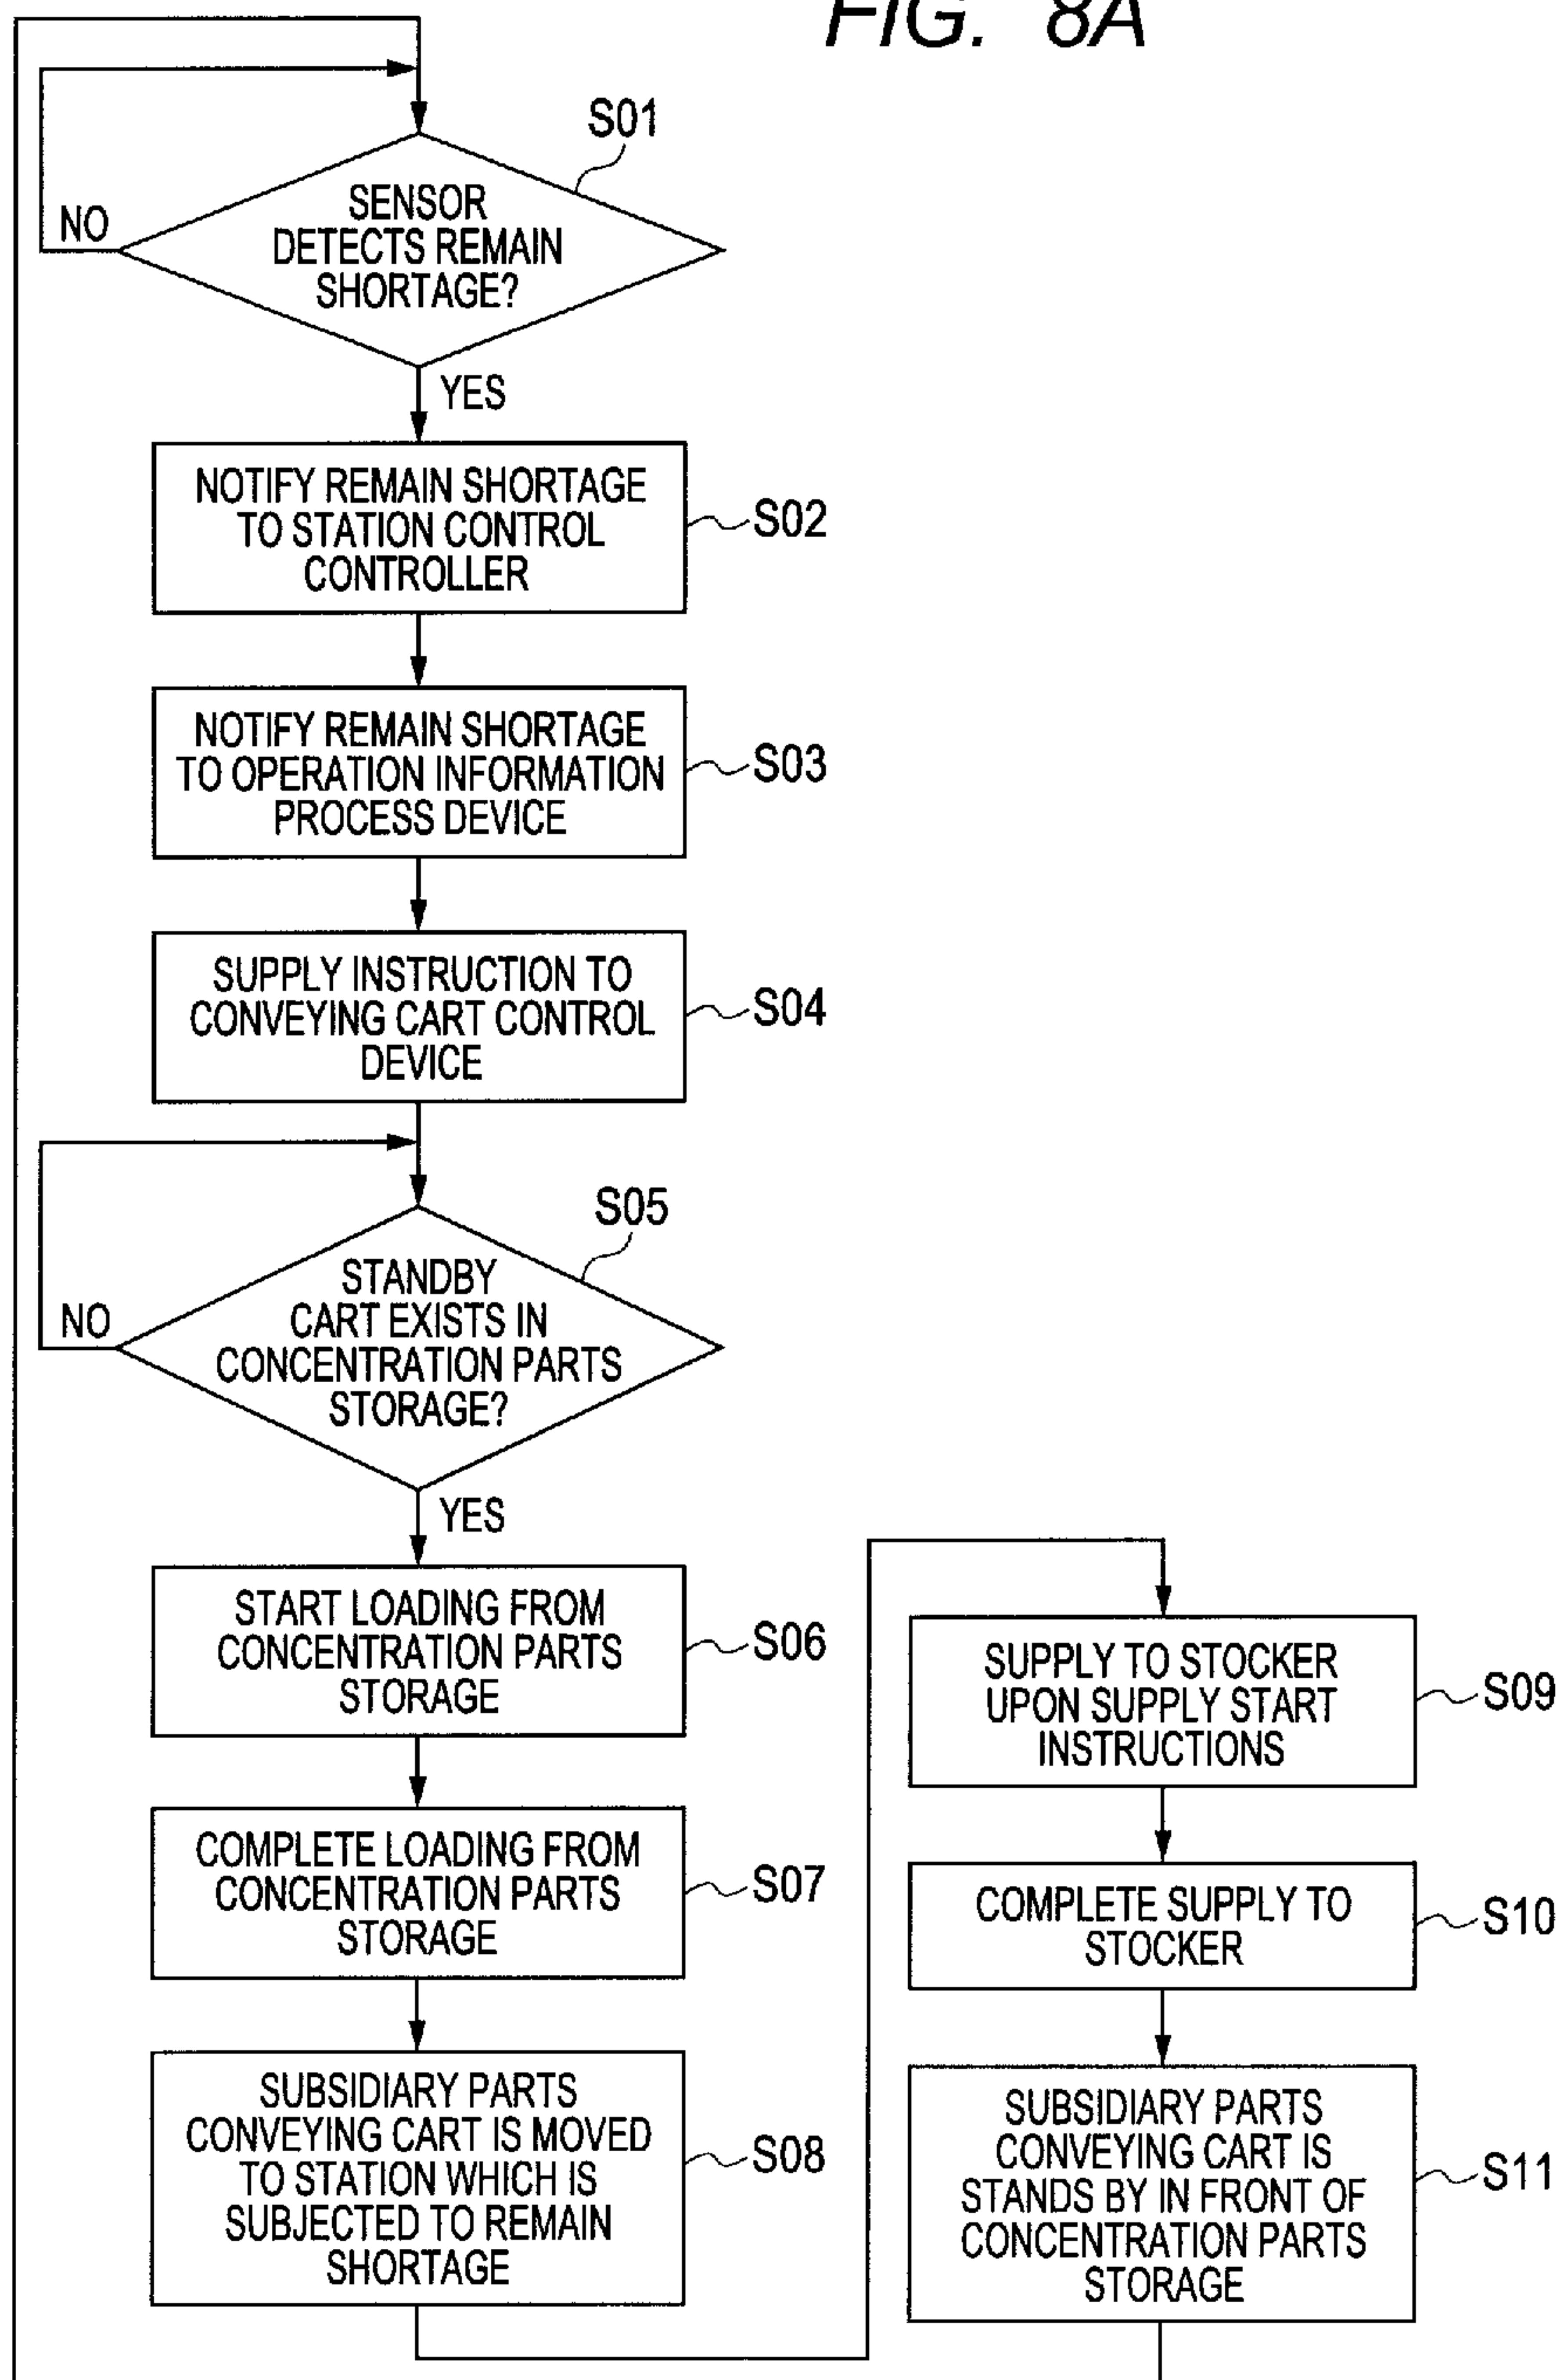 FIG. 8A
S01
SENSOR
DETECTS REMAIN
SHORTAGE?
NO
YES
NOTIFY REMAIN SHORTAGE
TO STATION CONTROL
CONTROLLER
S02
NOTIFY REMAIN SHORTAGE
TO OPERATION INFORMATION
PROCESS DEVICE
S03
SUPPLY INSTRUCTION TO
CONVEYING CART CONTROL
DEVICE
S04
S05
STANDBY
CART EXISTS IN
CONCENTRATION PARTS
STORAGE?
NO
YES
START LOADING FROM
CONCENTRATION PARTS
STORAGE
S06
COMPLETE LOADING FROM
CONCENTRATION PARTS
STORAGE
S07
SUBSIDIARY PARTS
CONVEYING CART IS MOVED
TO STATION WHICH IS
SUBJECTED TO REMAIN
SHORTAGE
S08
SUPPLY TO STOCKER
UPON SUPPLY START
INSTRUCTIONS
S09
COMPLETE SUPPLY TO
STOCKER
S10
SUBSIDIARY PARTS
CONVEYING CART IS
STANDS BY IN FRONT OF
CONCENTRATION PARTS
STORAGE
S11